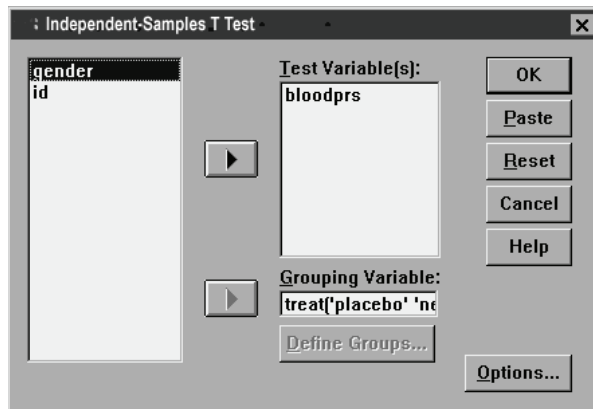 Independent-Samples T Test
gender
id
Test Variable(s):
bloodprs
Grouping Variable:
treat('placebo' 'ne
Define Groups...
OK
Paste
Reset
Cancel
Help
Options...